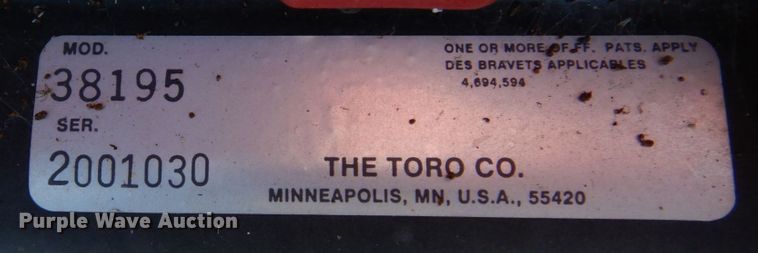 MOD.
38195
SER.
2001030
ONE OR MORE OF FF. PATS. APPLY
DES BRAVETS APPLICABLES
4,694,594
THE TORO CO.
MINNEAPOLIS, MN, U.S.A., 55420
Purple Wave Auction